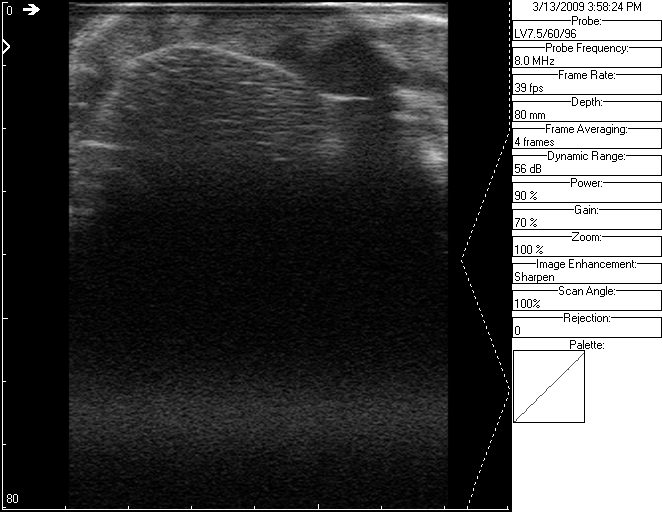 0
80
3/13/2009 3:58:24 PM
Probe:
LV7.5/60/96
Probe Frequency:
8.0 MHz
Frame Rate:
39 fps
Depth:
80 mm
Frame Averaging:
4 frames
Dynamic Range:
56 dB
Power:
90 %
Gain:
70 %
Zoom:
100 %
Image Enhancement:
Sharpen
Scan Angle:
100%
Rejection:
0
Palette: